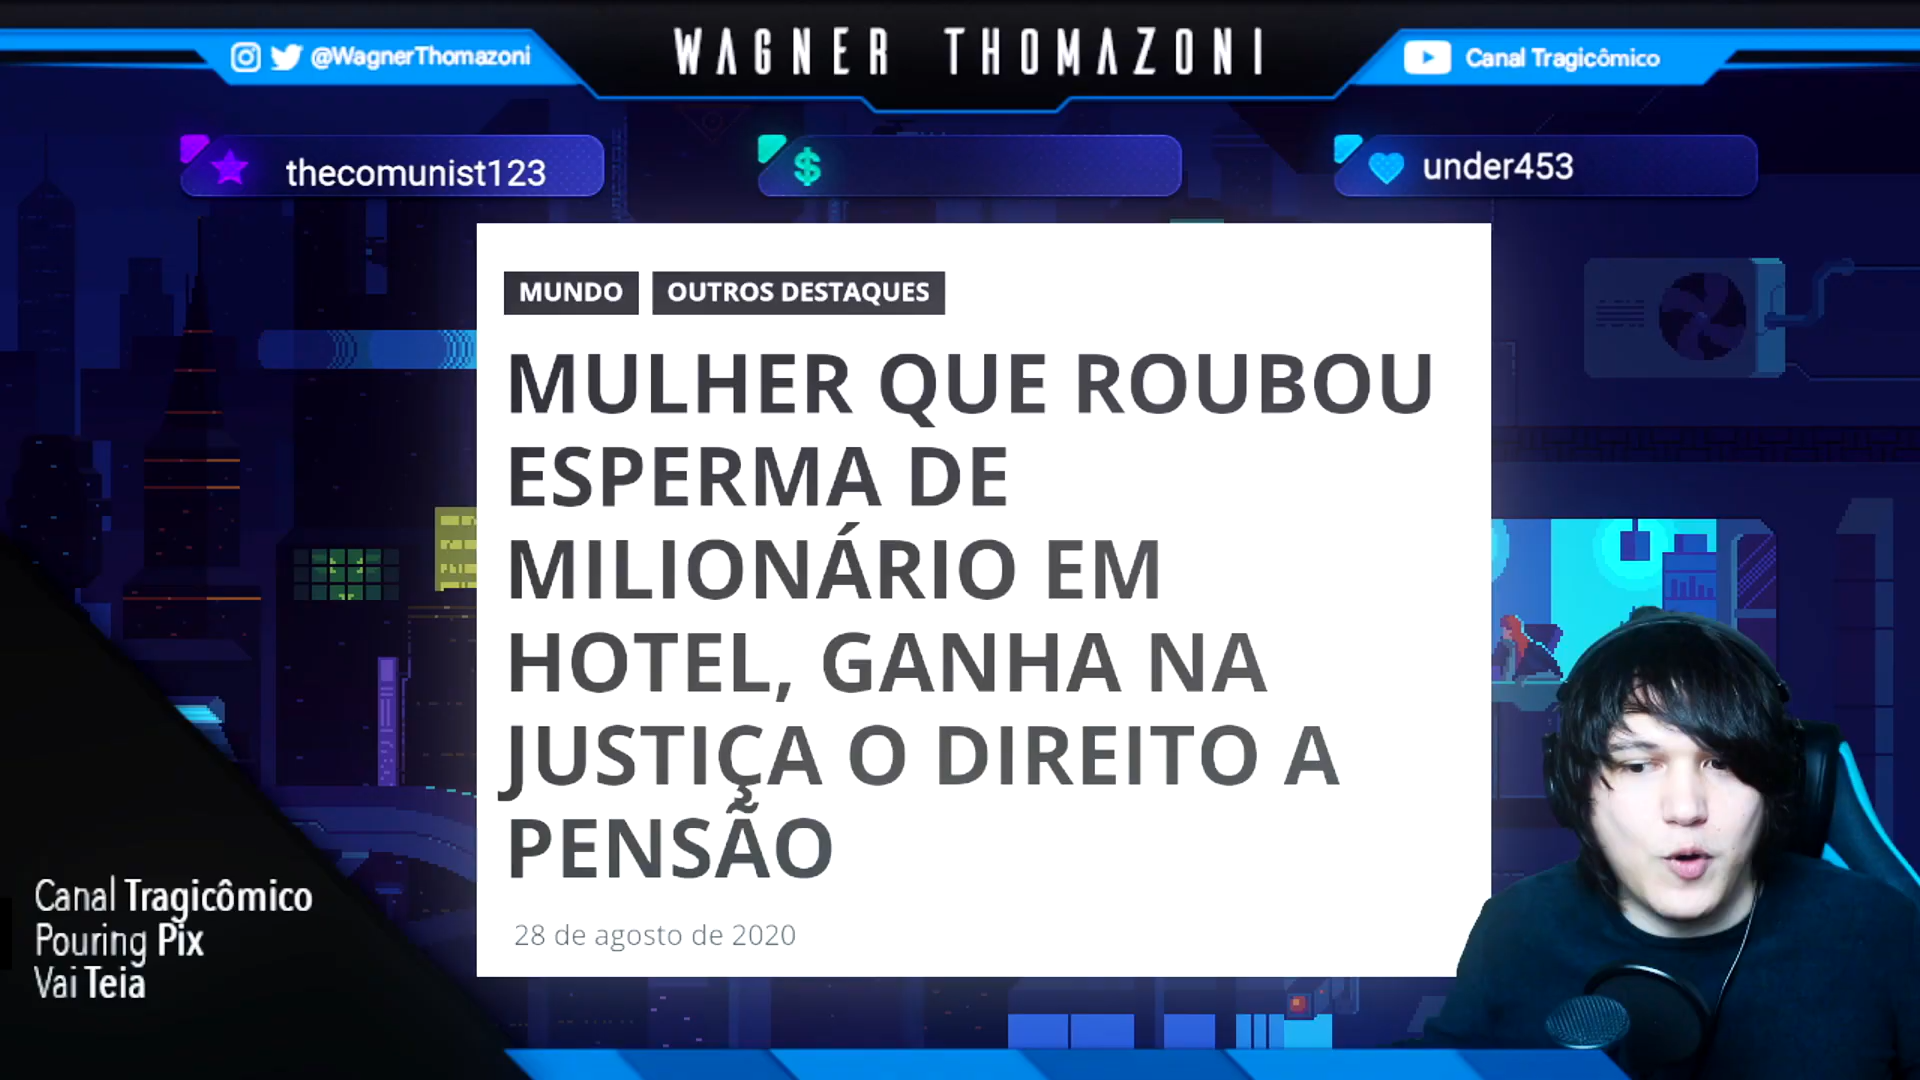 @WagnerThomazoni
WAGNER THOMAZONI
Canal Tragicômico
thecomunist123
$
under453
MUNDO
OUTROS DESTAQUES
MULHER QUE ROUBOU
ESPERMA DE
MILIONÁRIO EM
HOTEL, GANHA NA
JUSTIÇA O DIREITO A
PENSÃO
28 de agosto de 2020
Canal Tragicômico
Pouring Pix
Vai Teia